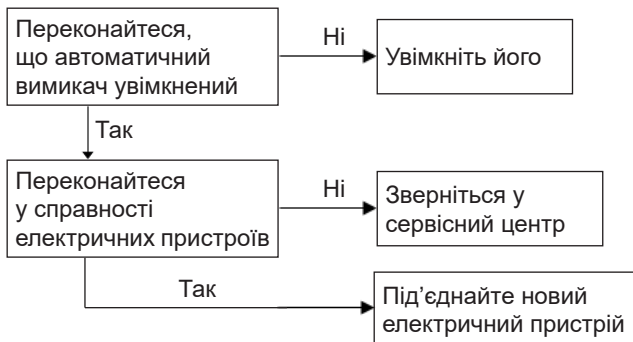 Переконайтеся,
що автоматичний
вимикач увімкнений
Ні
Увімкніть його
Так
Переконайтеся
у справності
електричних пристроїв
Ні
Зверніться у
сервісний центр
Так
Під’єднайте новий
електричний пристрій